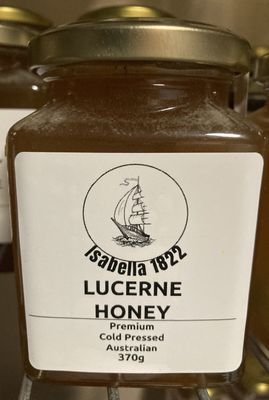 Isabella 1822
LUCERNE
HONEY
Premium
Cold Pressed
Australian
370g